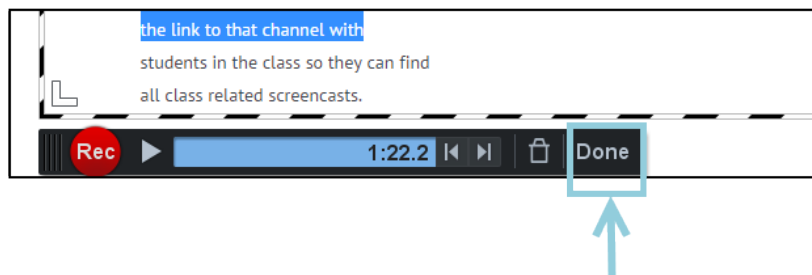 the link to that channel with
students in the class so they can find
all class related screencasts.
Rec 1:22.2 Done